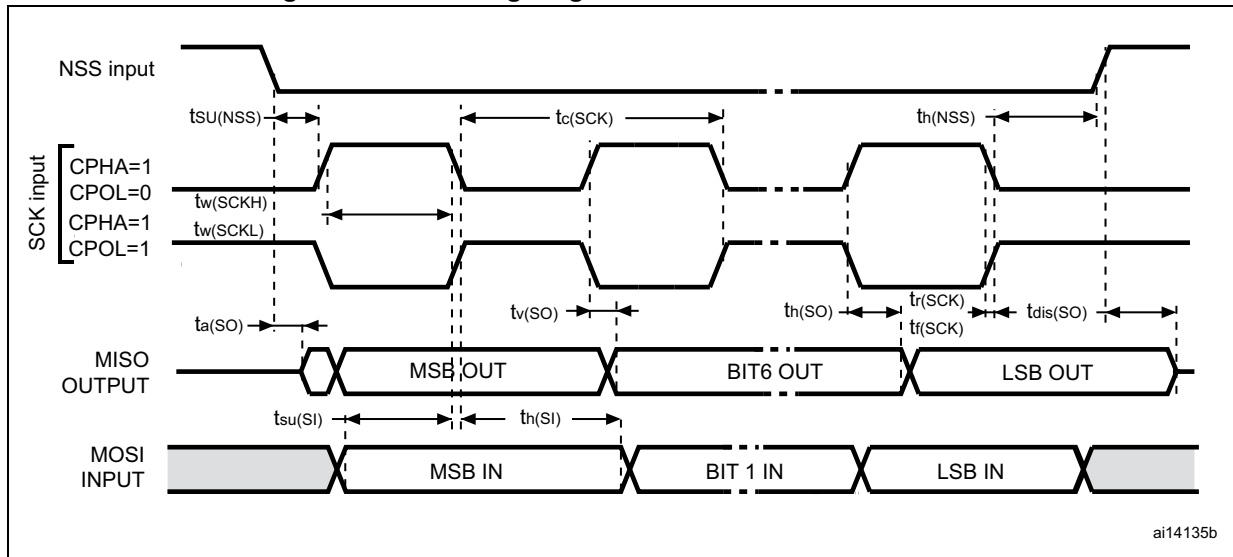 NSS input
tSU(NSS)
tc(SCK)
th(NSS)
SCK input
CPHA=1
CPOL=0
tw(SCKH)
CPHA=1
tw(SCKL)
CPOL=1
ta(SO)
tv(SO)
th(SO)
tr(SCK)
tf(SCK)
tdis(SO)
MISO
OUTPUT
MSB OUT
BIT6 OUT
LSB OUT
tsu(SI)
th(SI)
MOSI
INPUT
MSB IN
BIT 1 IN
LSB IN
ai14135b